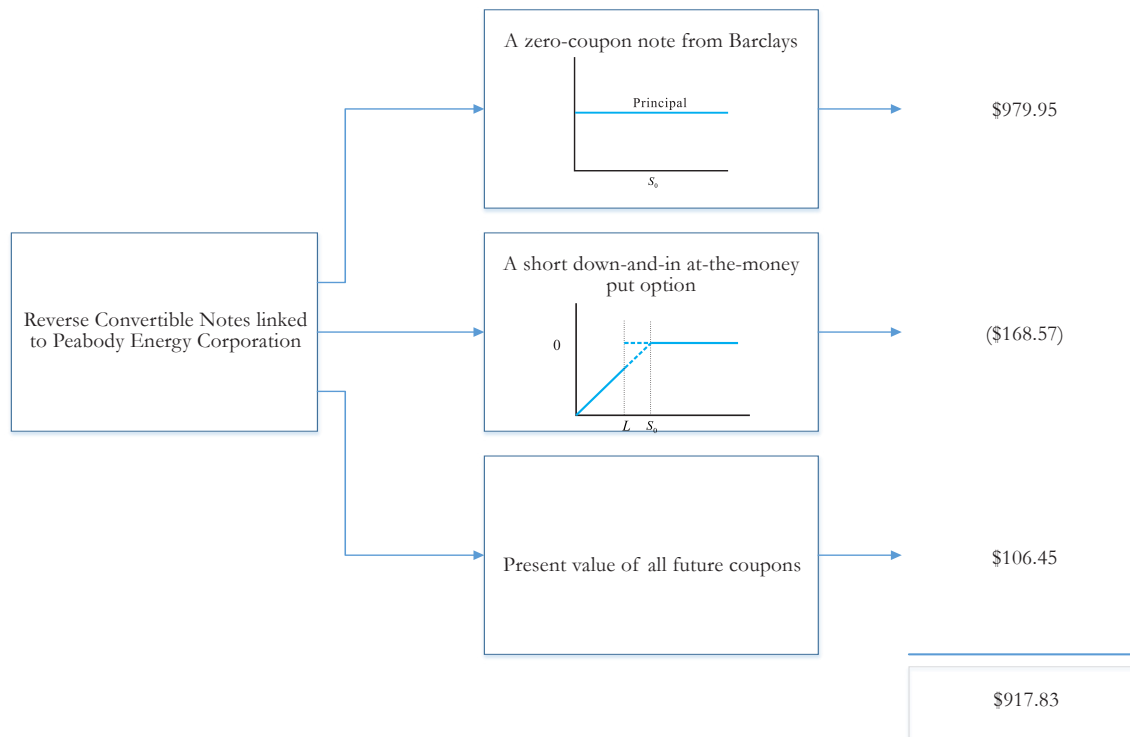 A zero-coupon note from Barclays
Principal
S₀
$979.95
Reverse Convertible Notes linked
to Peabody Energy Corporation
A short down-and-in at-the-money
put option
0
L S₀
($168.57)
Present value of all future coupons
$106.45
$917.83